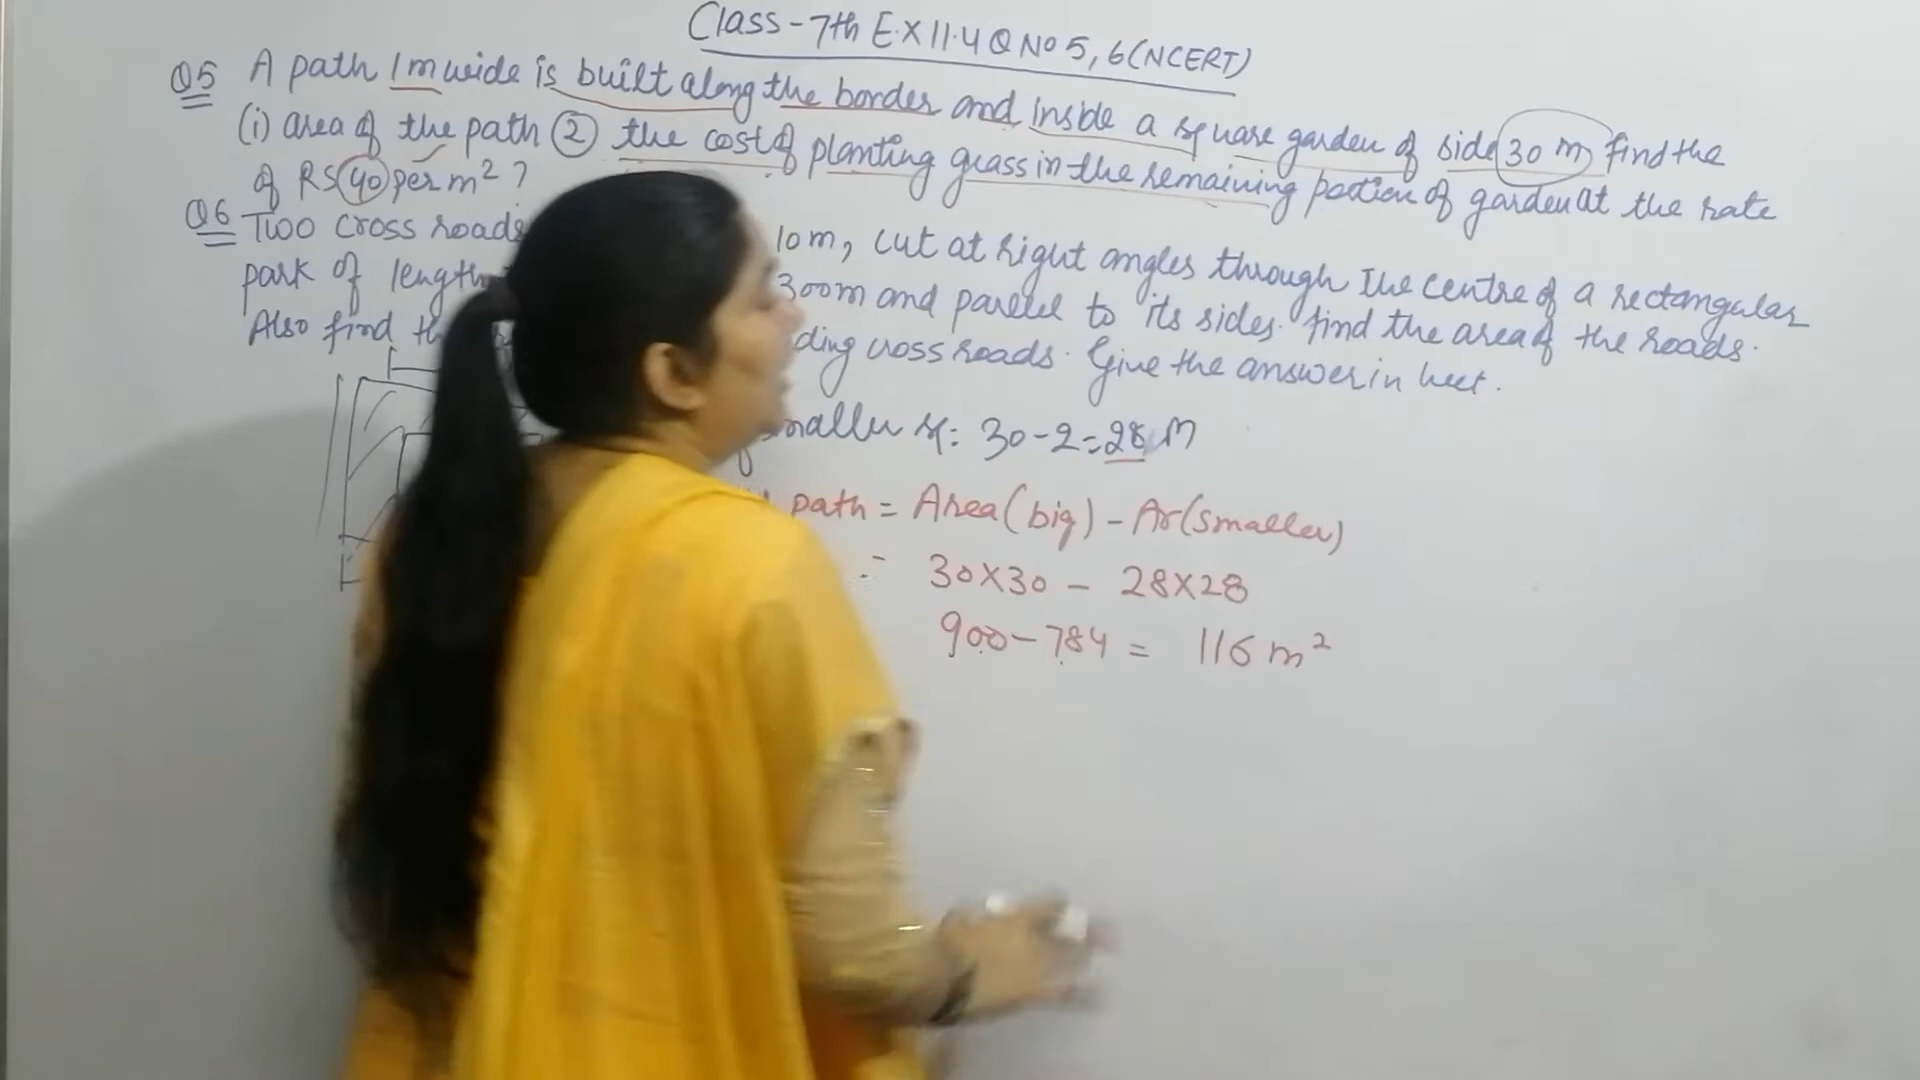 Class-7th EX 11.4 Q No 5, 6 (NCERT)
Q5 A path 1m wide is built along the border and inside a square garden of side 30 m find the
(i) area of the path ② the cost of planting grass in the remaining portion of garden at the rate
of RS 40 per m² ?
Q6 Two cross roads 10m, cut at right angles through the centre of a rectangular
park of length 300m and parallel to its sides. find the area of the roads.
Also find cross roads. Give the answer in hect.
smaller sq: 30-2=28 M
path = Area(big) - Ar(smaller)
30X30 - 28X28
900-784 = 116 m²